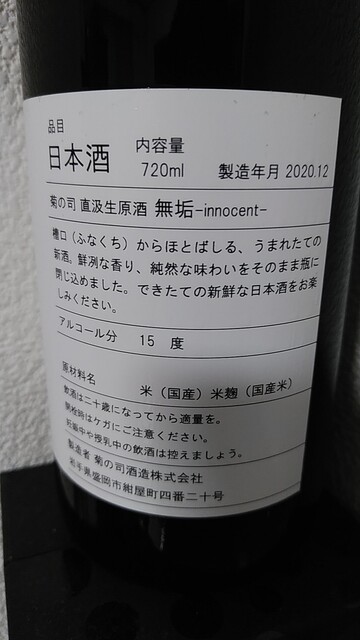 品目
日本酒 内容量 720ml 製造年月 2020.12
菊の司 直汲生原酒 無垢-innocent-
槽口（ふなくち）からほとばしる、うまれたての
新酒。鮮冽な香り、純然な味わいをそのまま瓶に
閉じ込めました。できたての新鮮な日本酒をお楽
しみください。
アルコール分 15 度
原材料名 米（国産）米麹（国産米）
飲酒は二十歳になってから適量を。
開栓時はケガにご注意ください。
妊娠中や授乳中の飲酒は控えましょう。
製造者 菊の司酒造株式会社
岩手県盛岡市紺屋町四番二十号